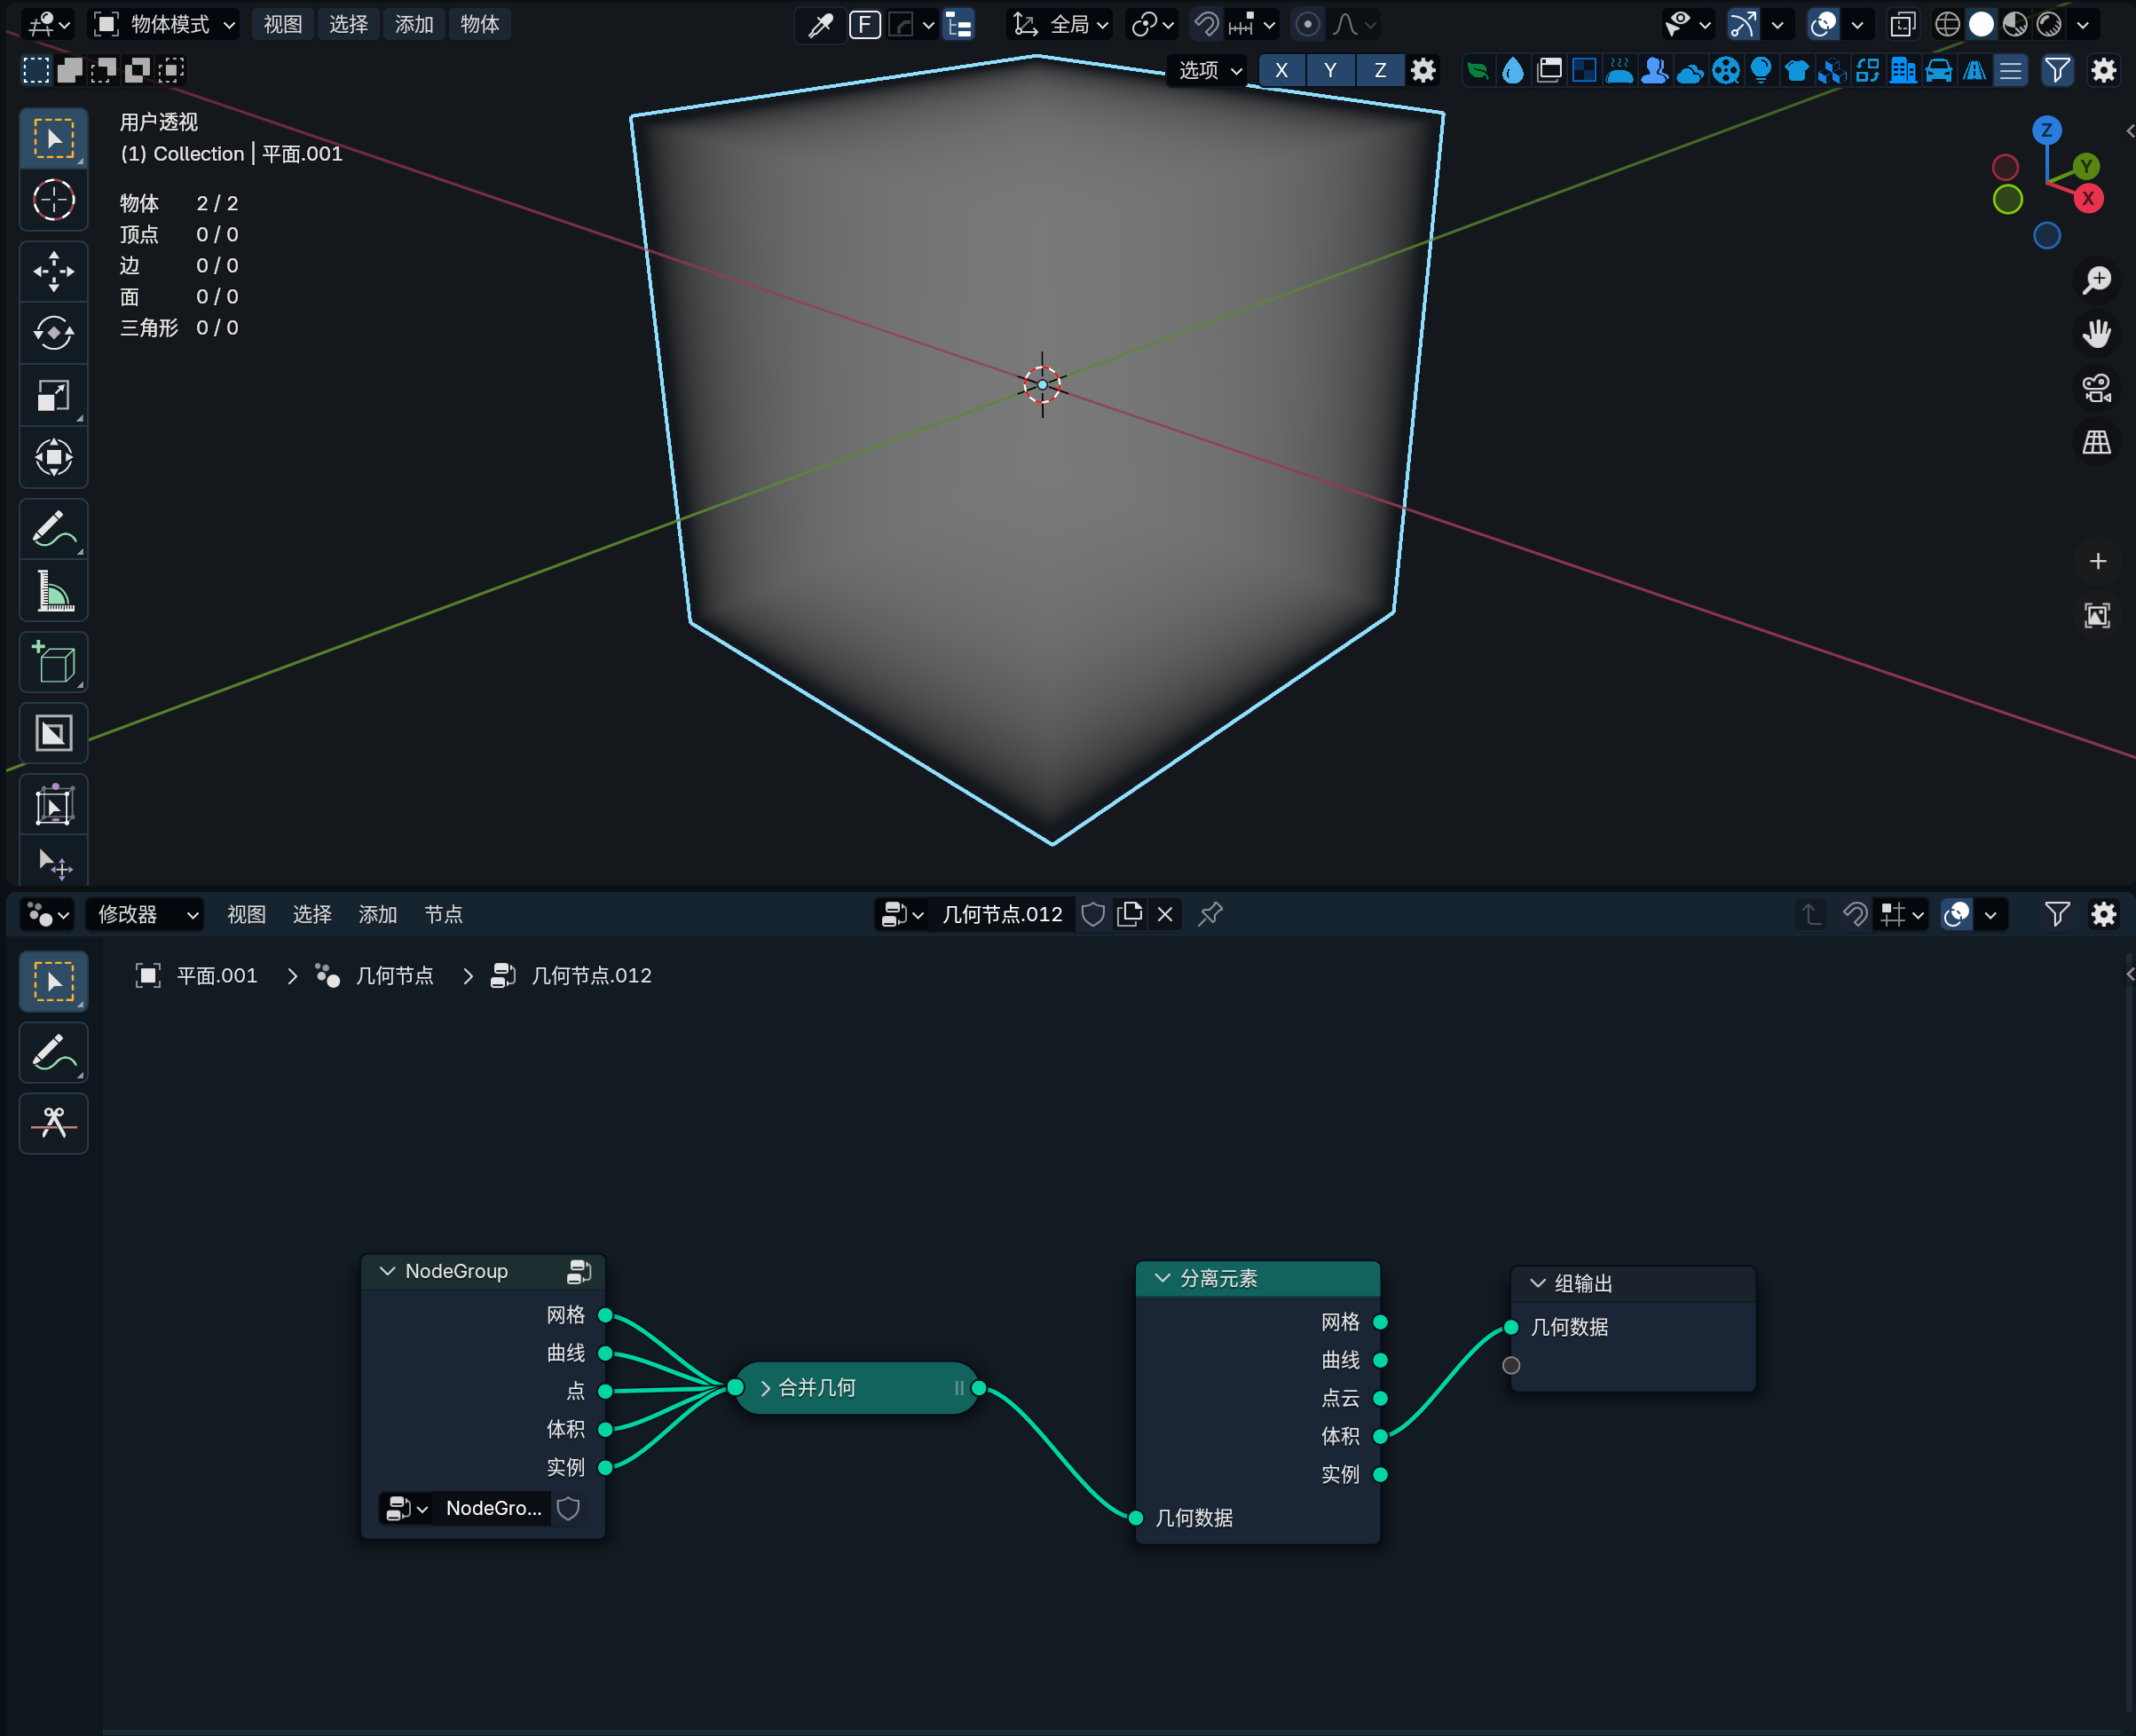 物体模式 视图 选择 添加 物体 F 全局
选项 X Y Z
用户透视
(1) Collection | 平面.001
物体 2 / 2
顶点 0 / 0
边 0 / 0
面 0 / 0
三角形 0 / 0
Z
Y
X
修改器 视图 选择 添加 节点 几何节点.012
平面.001 几何节点 几何节点.012
NodeGroup
网格
曲线
点
体积
实例
NodeGro...
合并几何
分离元素
网格
曲线
点云
体积
实例
几何数据
组输出
几何数据